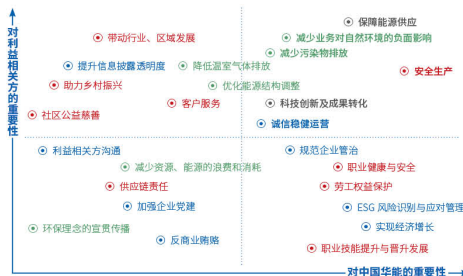 保障能源供应
带动行业、区域发展
减少业务对自然环境的负面影响
减少污染物排放
提升信息披露透明度
降低温室气体排放
安全生产
助力乡村振兴
优化能源结构调整
客户服务
科技创新及成果转化
社区公益慈善
诚信稳健运营
利益相关方沟通
规范企业管治
减少资源、能源的浪费和消耗
职业健康与安全
供应链责任
劳工权益保护
加强企业党建
ESG 风险识别与应对管理
环保理念的宣贯传播
实现经济增长
反商业贿赂
职业技能提升与晋升发展
对利益相关方的重要性
对中国华能的重要性